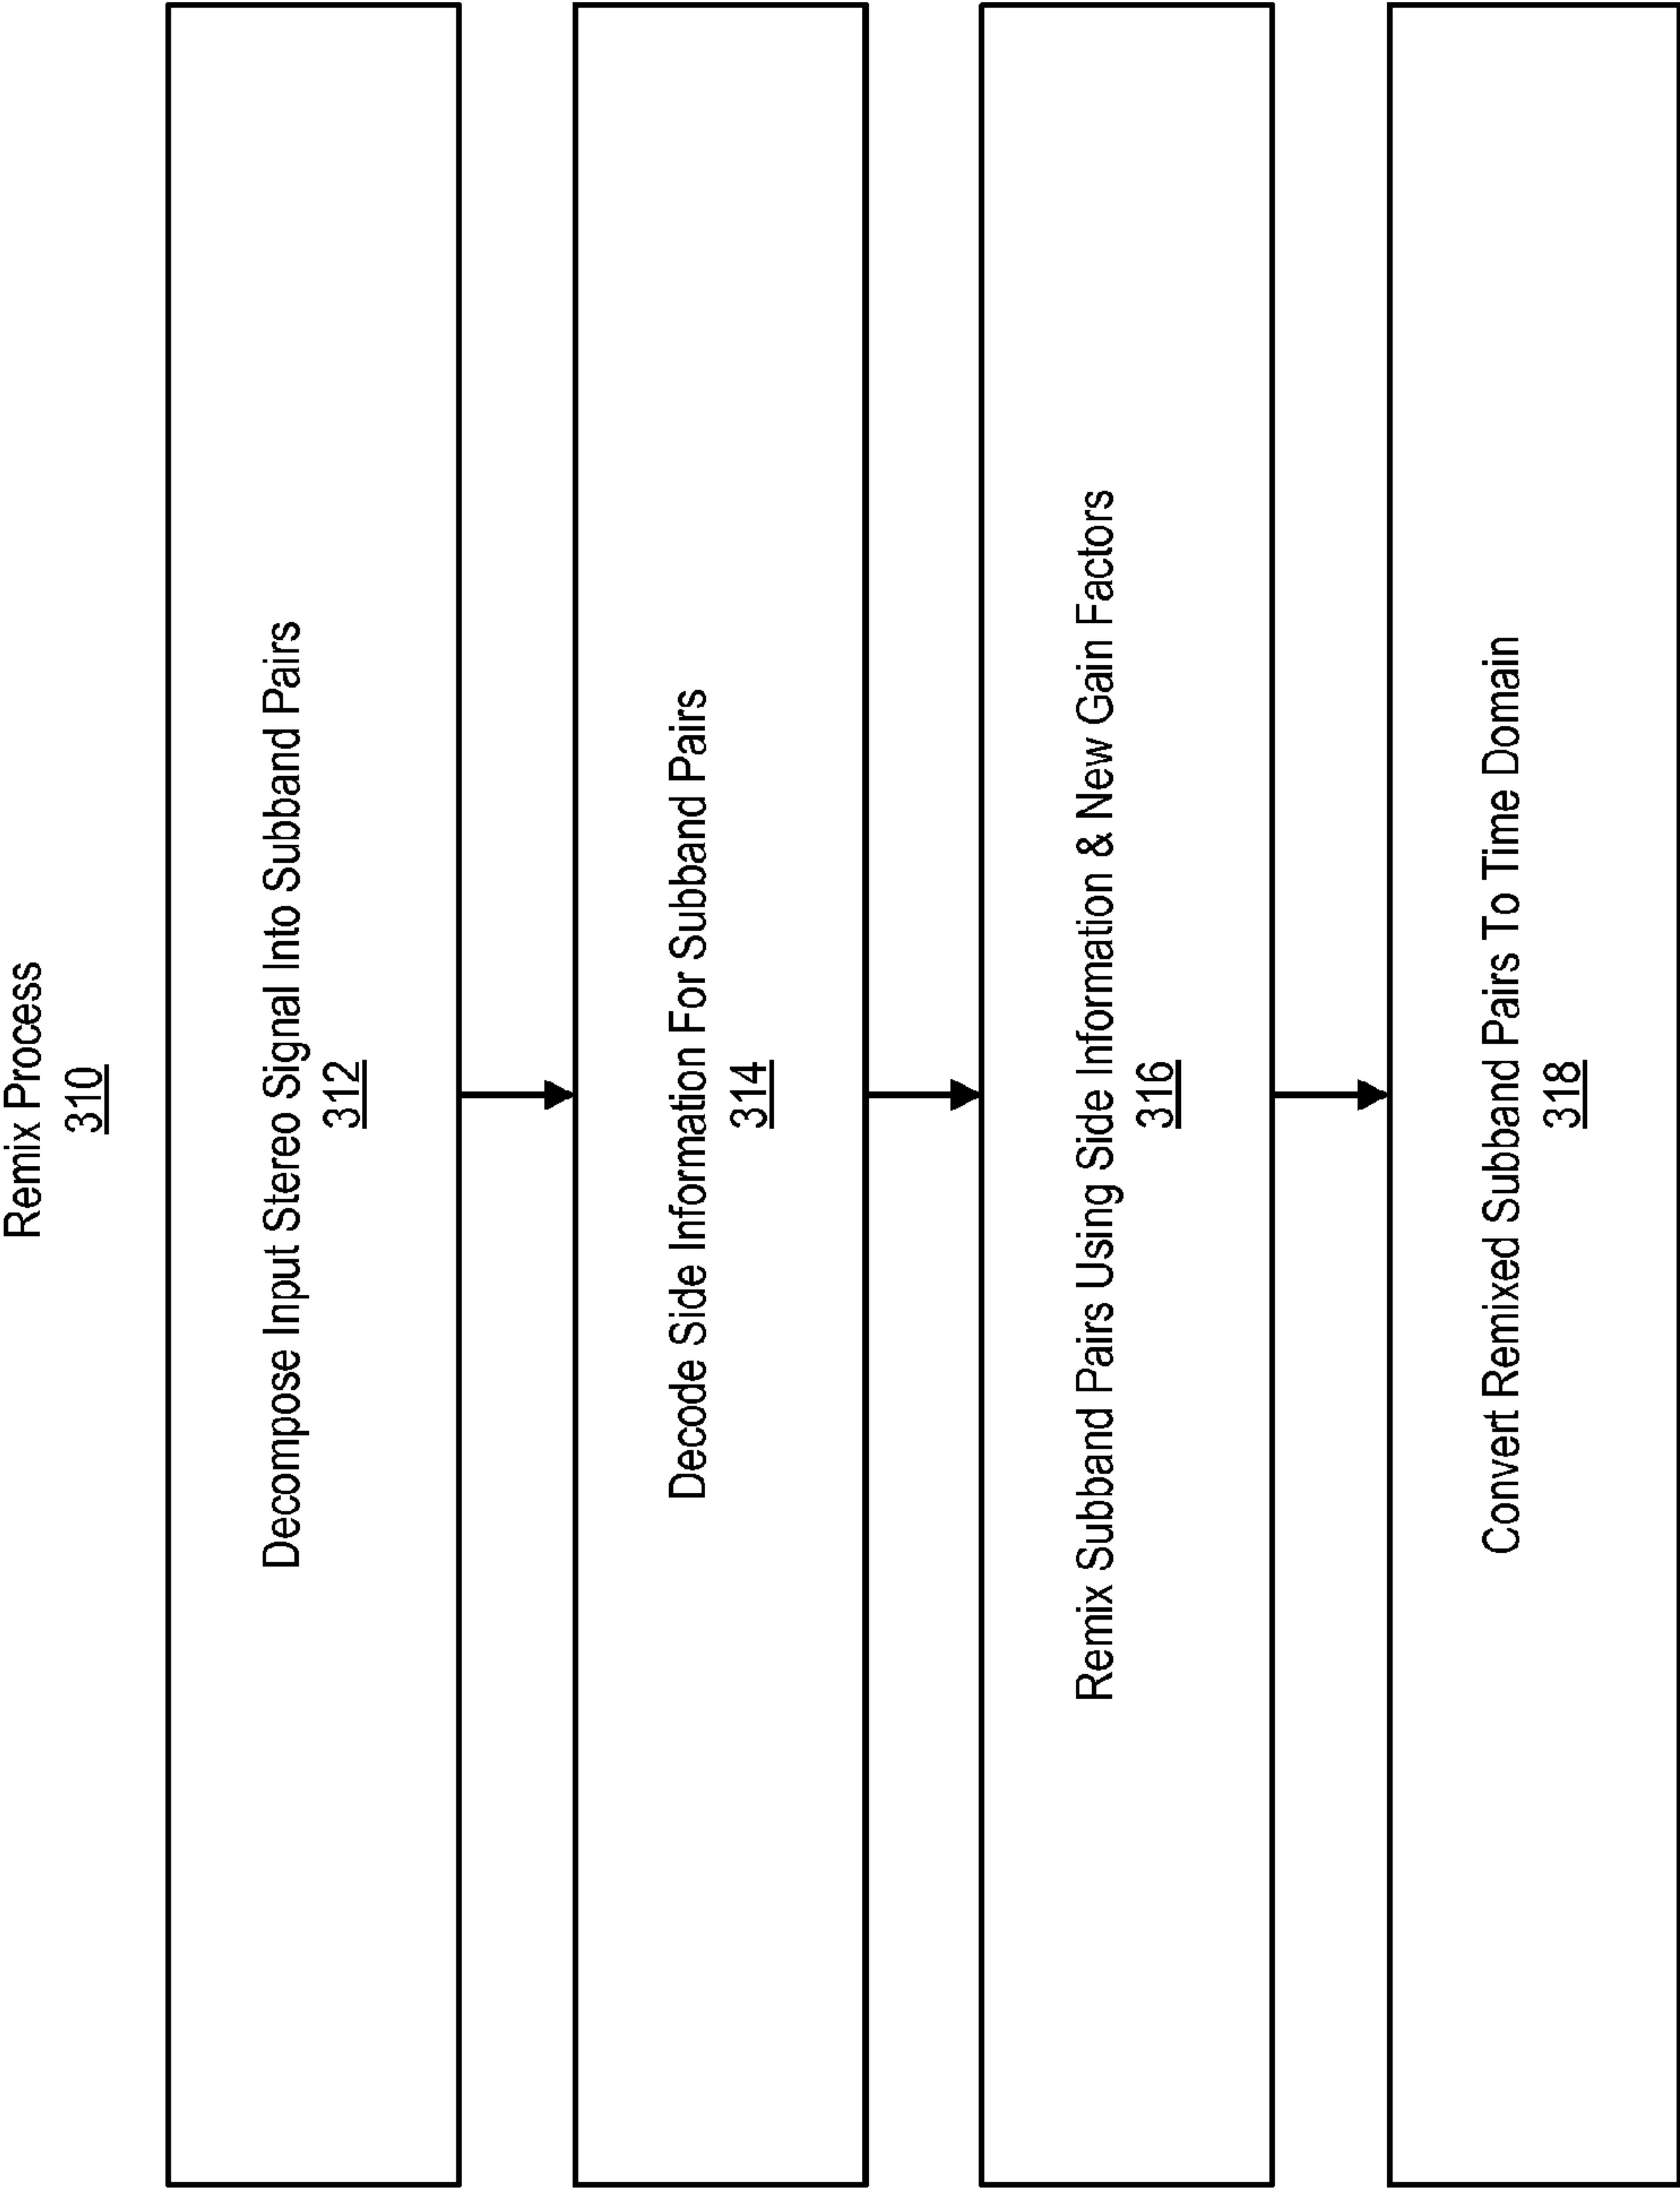 Remix Process
310
Decompose Input Stereo Signal Into Subband Pairs
312
Decode Side Information For Subband Pairs
314
Remix Subband Pairs Using Side Information & New Gain Factors
316
Convert Remixed Subband Pairs To Time Domain
318